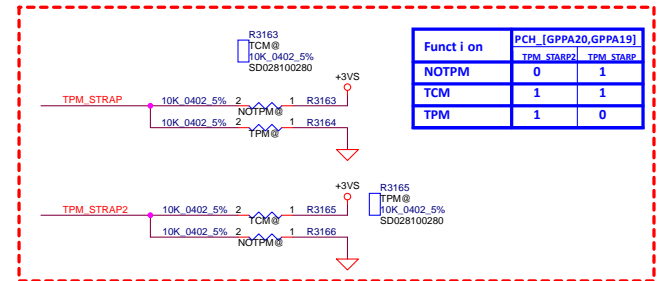 R3163
TCM@
10K_0402_5%
SD028100280
Funct i on
PCH_[GPPA20,GPPA19]
TPM_STARP2 TPM_STARP
NOTPM 0 1
TCM 1 1
TPM 1 0
+3VS
TPM_STRAP 10K_0402_5% 2 1 R3163
NOTPM@
10K_0402_5% 2 1 R3164
TPM@
+3VS
R3165
TPM@
10K_0402_5%
SD028100280
TPM_STRAP2 10K_0402_5% 2 1 R3165
TCM@
10K_0402_5% 2 1 R3166
NOTPM@